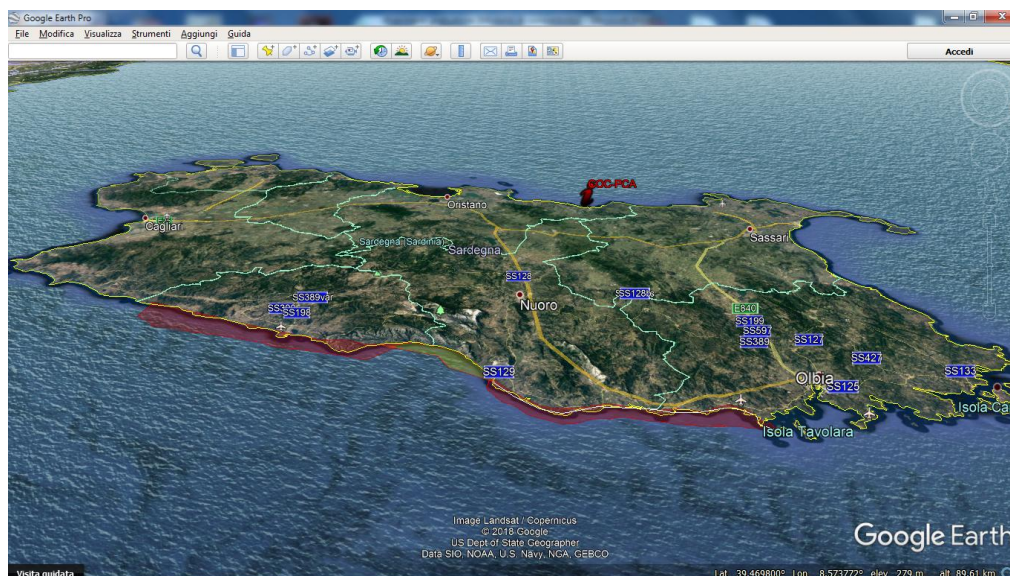 Google Earth Pro
File Modifica Visualizza Strumenti Aggiungi Guida
Accedi
SOC-PCA
Oristano
Cagliari
Sassari
Sardegna (Sardinia)
Sardegna
SS128
Nuoro
SS389var
SS198
E840
SS199
SS597
SS389
SS127
SS427
SS133
SS129
Olbia
SS125
Isola Ca
Isola Tavolara
Image Landsat / Copernicus
© 2018 Google
US Dept of State Geographer
Data SIO, NOAA, U.S. Navy, NGA, GEBCO
Google Earth
Visita guidata
Lat 39.469800° Lon 8.573772° elev 279 m alt 89.61 km